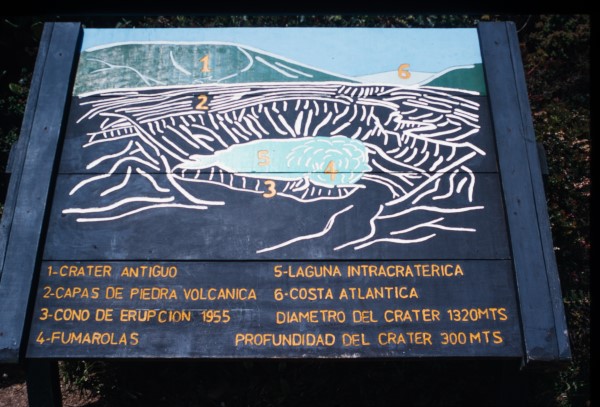 1
6
2
5
4
3
1-CRATER ANTIGUO
2-CAPAS DE PIEDRA VOLCANICA
3-CONO DE ERUPCION 1955
4-FUMAROLAS
5-LAGUNA INTRACRATERICA
6-COSTA ATLANTICA
DIAMETRO DEL CRATER 1320MTS
PROFUNDIDAD DEL CRATER 300 MTS